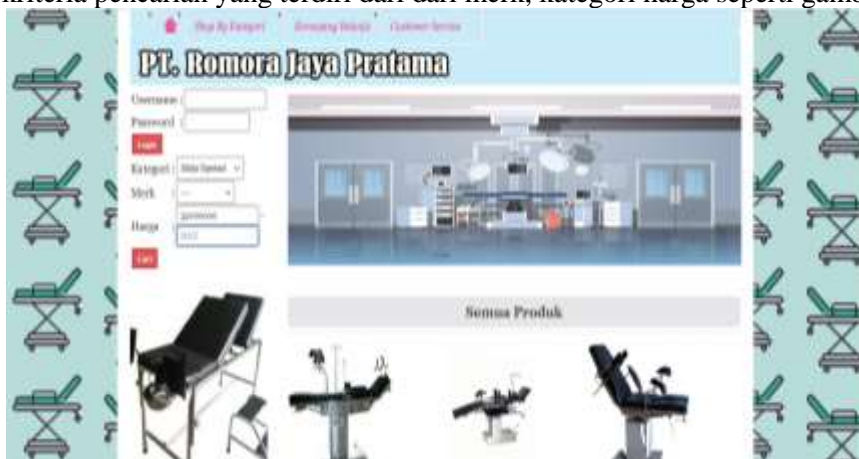 kriteria pencarian yang terdiri dari dari merk, kategori harga seperti gamb
Shop By Kategori Keranjang Belanja Customer Service
PT. Romora Jaya Pratama
Username :
Password :
Login
Kategori :
Merk : ---
Harga :
Cari
Semua Produk